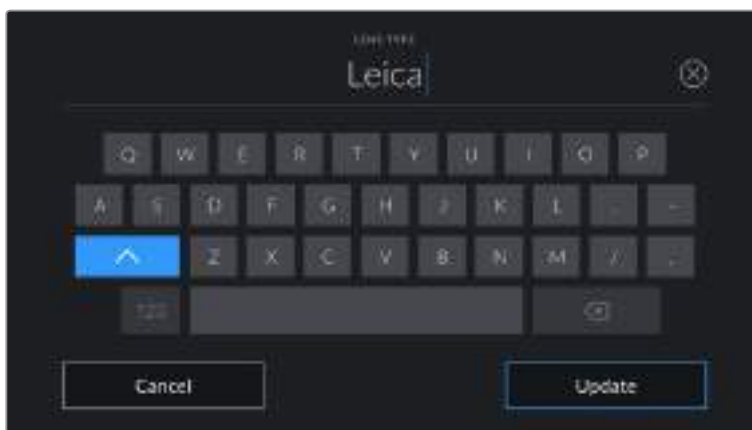 LENS TYPE
Leica
Q W E R T Y U I O P
A S D F G H J K L
Z X C V B N M /
123
Cancel Update